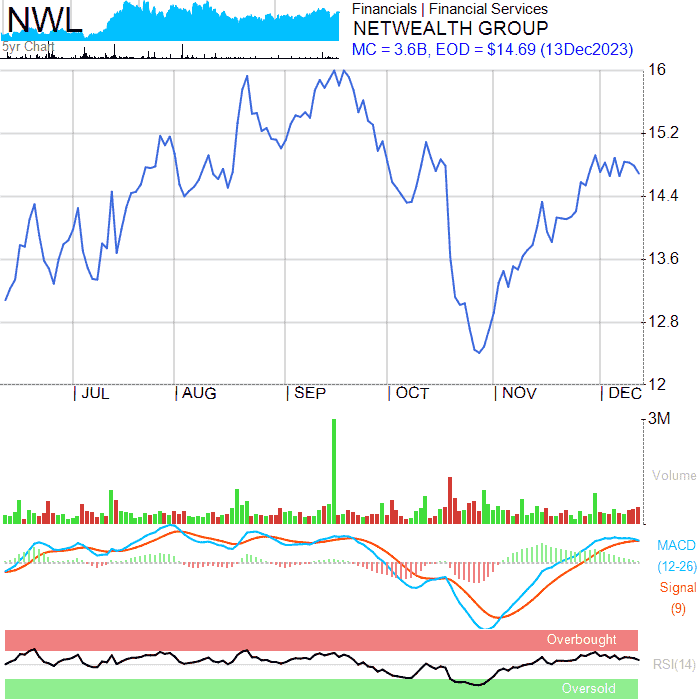 NWL
5yr Chart
Financials | Financial Services
NETWEALTH GROUP
MC = 3.6B, EOD = $14.69 (13Dec2023)
16
15.2
14.4
13.6
12.8
12
| JUL | AUG | SEP | OCT | NOV | DEC
3M
Volume
MACD
(12-26)
Signal
(9)
Overbought
RSI(14)
Oversold